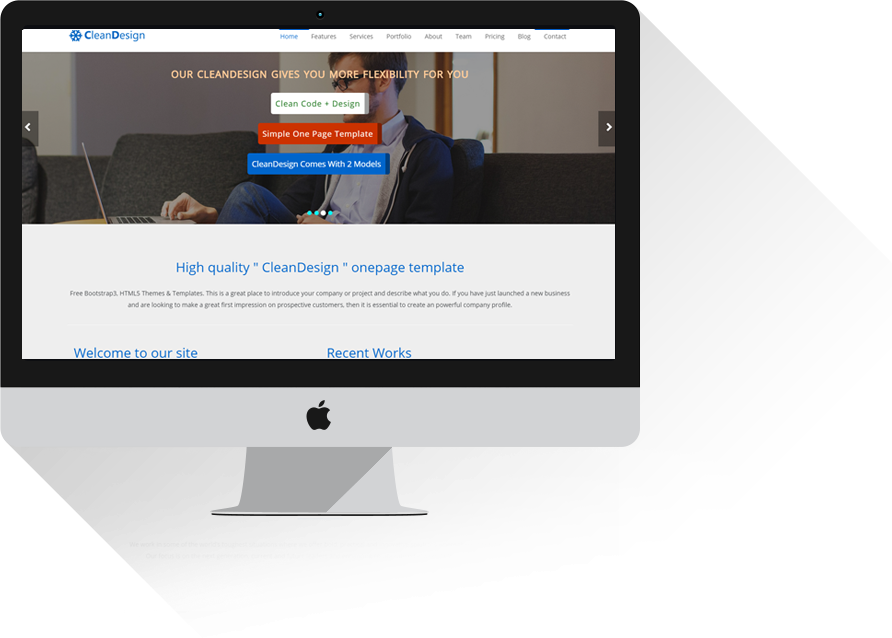 CleanDesign
Home Features Services Portfolio About Team Pricing Blog Contact
OUR CLEANDESIGN GIVES YOU MORE FLEXIBILITY FOR YOU
Clean Code + Design
Simple One Page Template
CleanDesign Comes With 2 Models
High quality " CleanDesign " onepage template
Free Bootstrap3. HTML5 Themes & Templates. This is a great place to introduce your company or project and describe what you do. If you have just launched a new business
and are looking to make a great first impression on prospective customers, then it is essential to create an powerful company profile.
Welcome to our site
Recent Works